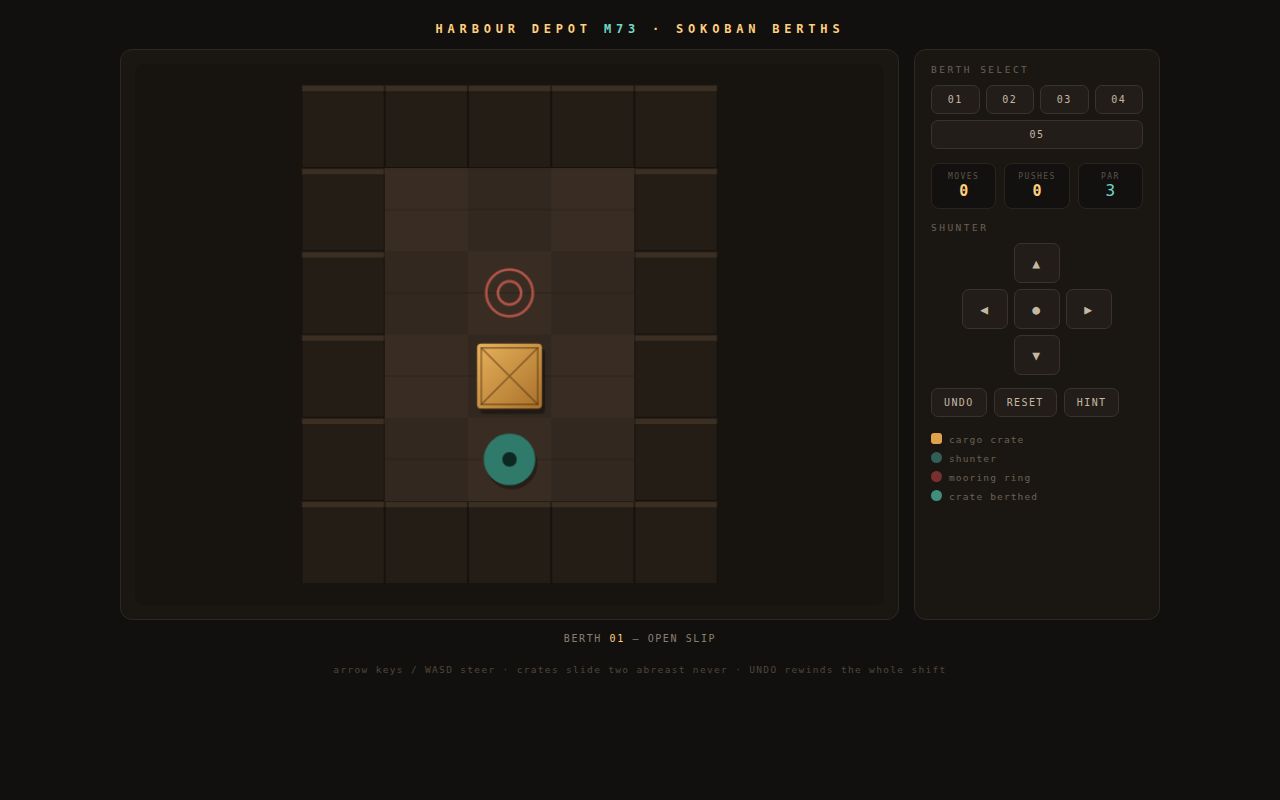 HARBOUR DEPOT M73 · SOKOBAN BERTHS
BERTH SELECT
01 02 03 04
05
MOVES PUSHES PAR
0 0 3
SHUNTER
▲
◀ ● ▶
▼
UNDO RESET HINT
cargo crate
shunter
mooring ring
crate berthed
BERTH 01 — OPEN SLIP
arrow keys / WASD steer · crates slide two abreast never · UNDO rewinds the whole shift